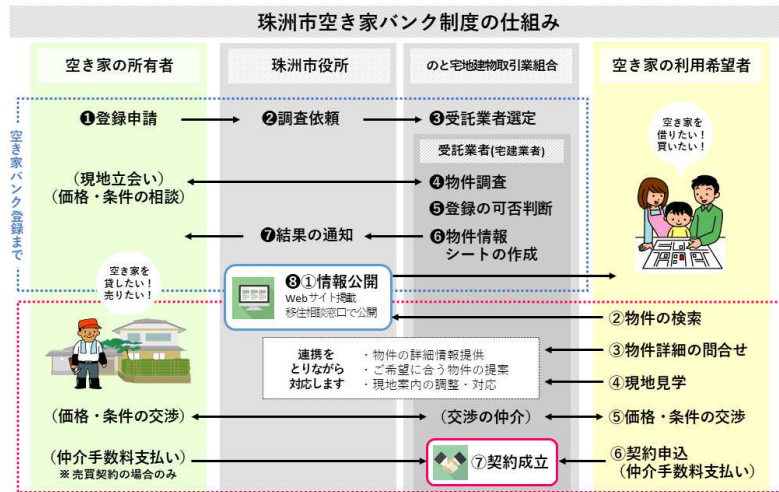 珠洲市空き家バンク制度の仕組み
空き家の所有者
珠洲市役所
のと宅地建物取引業組合
空き家の利用希望者
空き家バンク登録まで
❶登録申請
❷調査依頼
❸受託業者選定
空き家を
借りたい！
買いたい！
受託業者(宅建業者)
(現地立会い)
(価格・条件の相談)
❹物件調査
❺登録の可否判断
❼結果の通知
❻物件情報
シートの作成
空き家を
貸したい！
売りたい！
❽①情報公開
Webサイト掲載
移住相談窓口で公開
②物件の検索
連携を
とりながら
対応します
・物件の詳細情報提供
・ご希望に合う物件の提案
・現地案内の調整・対応
③物件詳細の問合せ
④現地見学
(価格・条件の交渉)
(交渉の仲介)
⑤価格・条件の交渉
(仲介手数料支払い)
※売買契約の場合のみ
⑦契約成立
⑥契約申込
(仲介手数料支払い)